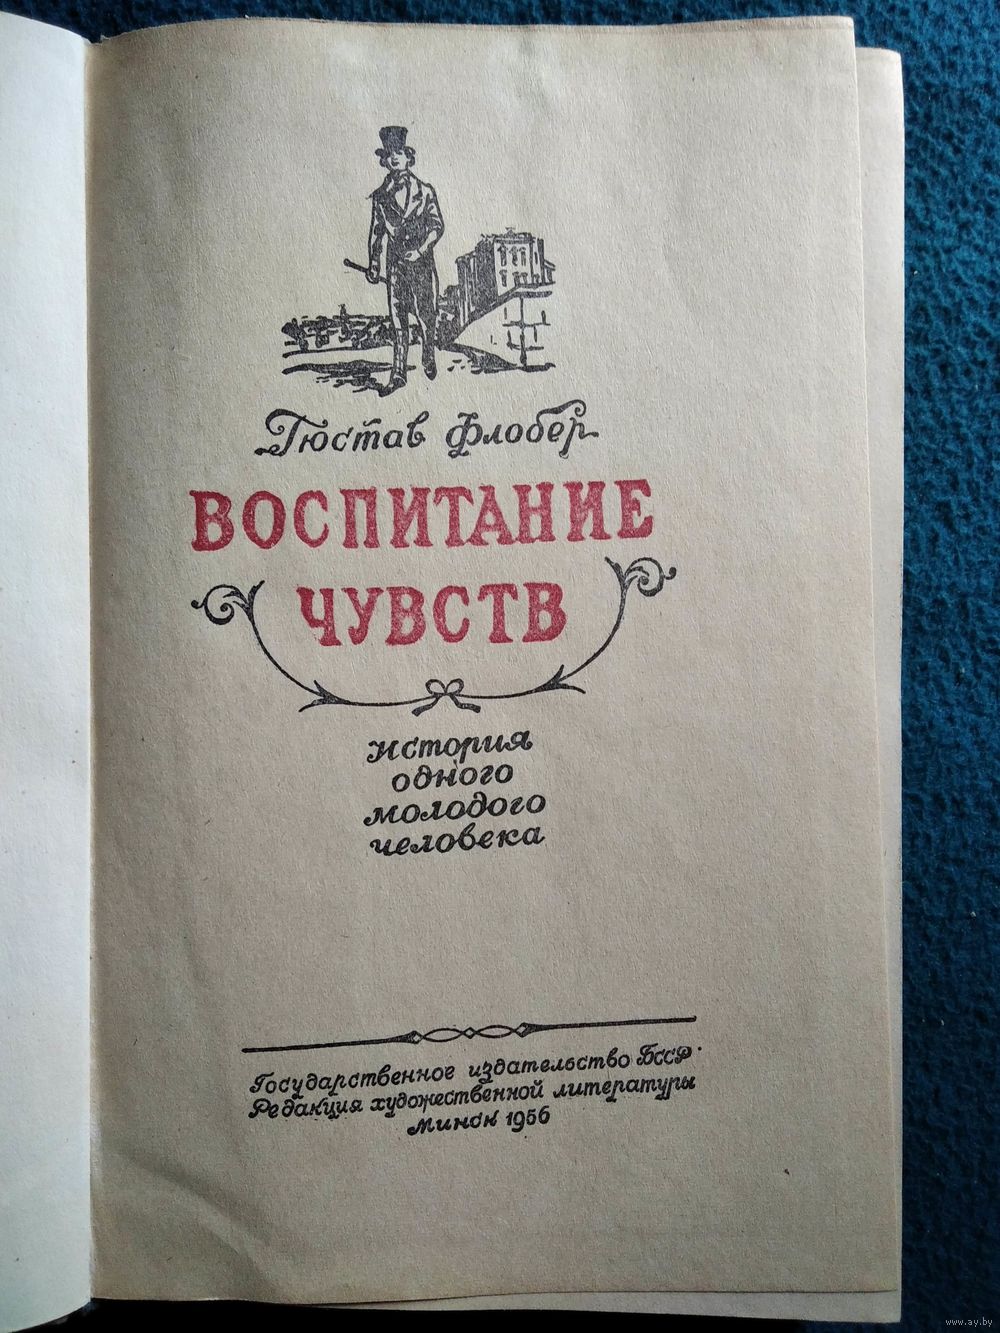 Гюстав Флобер
ВОСПИТАНИЕ
ЧУВСТВ
История
одного
молодого
человека
Государственное издательство БССР
Редакция художественной литературы
Минск 1956
www.ay.by